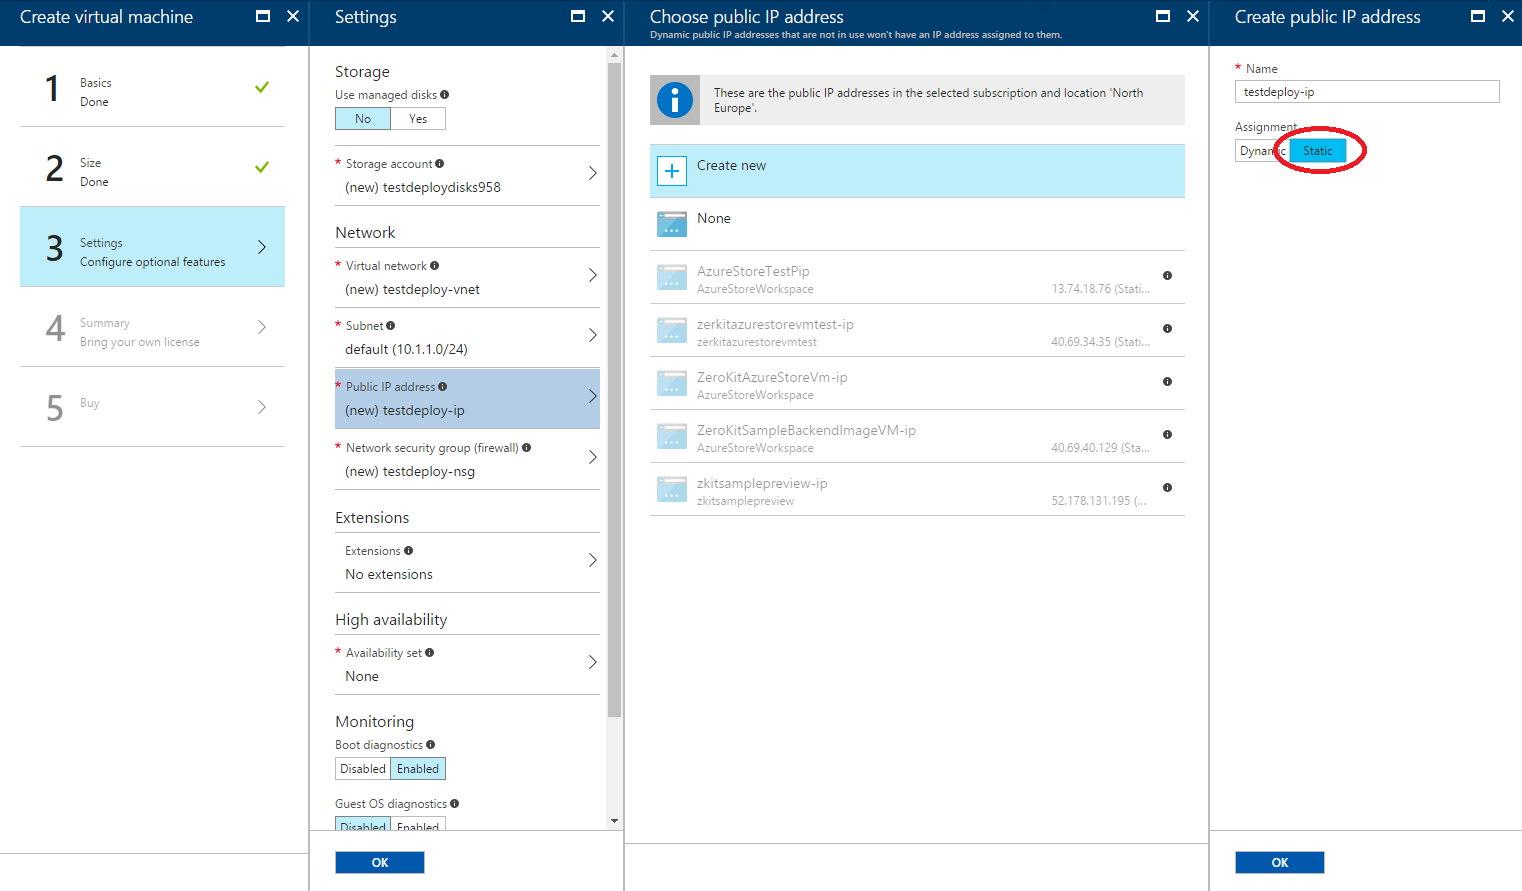 Create virtual machine
1
Basics
Done
2
Size
Done
3
Settings
Configure optional features
4
Summary
Bring your own license
5
Buy
Settings
Storage
Use managed disks
No Yes
* Storage account
(new) testdeploydisks958
Network
* Virtual network
(new) testdeploy-vnet
* Subnet
default (10.1.1.0/24)
* Public IP address
(new) testdeploy-ip
* Network security group (firewall)
(new) testdeploy-nsg
Extensions
Extensions
No extensions
High availability
* Availability set
None
Monitoring
Boot diagnostics
Disabled Enabled
Guest OS diagnostics
Disabled Enabled
OK
Choose public IP address
Dynamic public IP addresses that are not in use won't have an IP address assigned to them.
These are the public IP addresses in the selected subscription and location 'North
Europe'.
Create new
None
AzureStoreTestPip
AzureStoreWorkspace 13.74.18.76 (Stati...
zerkitazurestorevmtest-ip
zerkitazurestorevmtest 40.69.34.35 (Stati...
ZeroKitAzureStoreVm-ip
AzureStoreWorkspace
ZeroKitSampleBackendImageVM-ip
AzureStoreWorkspace 40.69.40.129 (Sta...
zkitsamplepreview-ip
zkitsamplepreview 52.178.131.195 (...
Create public IP address
* Name
testdeploy-ip
Assignment
Dynamic Static
OK